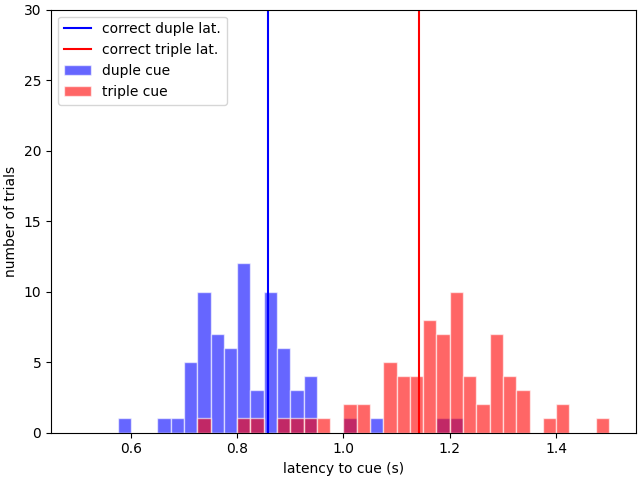 30
25
20
15
10
5
0
number of trials
correct duple lat.
correct triple lat.
duple cue
triple cue
0.6 0.8 1.0 1.2 1.4
latency to cue (s)